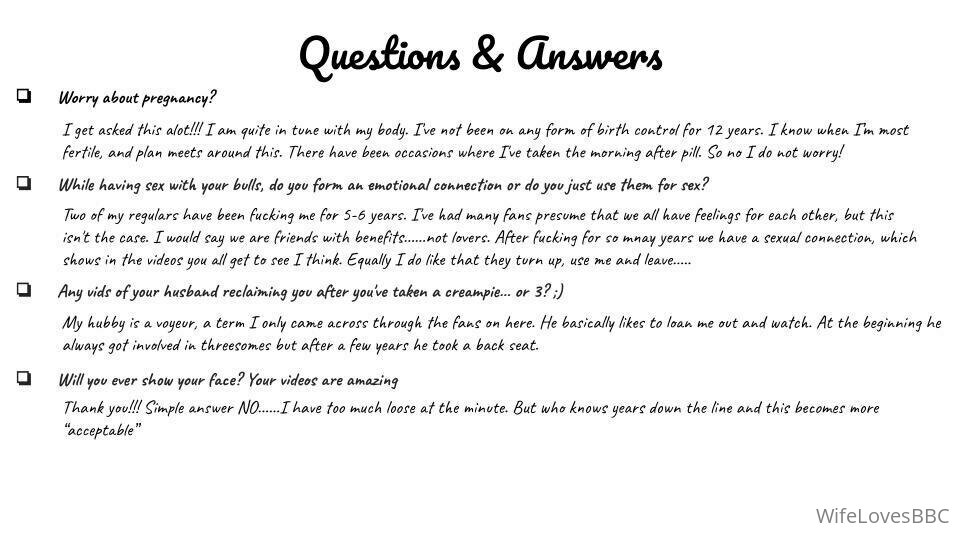 Questions & Answers
Worry about pregnancy?
I get asked this alot!!! I am quite in tune with my body. I've not been on any form of birth control for 12 years. I know when I'm most
fertile, and plan meets around this. There have been occasions where I've taken the morning after pill. So no I do not worry!
While having sex with your bulls, do you form an emotional connection or do you just use them for sex?
Two of my regulars have been fucking me for 5-6 years. I've had many fans presume that we all have feelings for each other, but this
isn't the case. I would say we are friends with benefits......not lovers. After fucking for so mnay years we have a sexual connection, which
shows in the videos you all get to see I think. Equally I do like that they turn up, use me and leave.....
Any vids of your husband reclaiming you after you've taken a creampie... or 3? ;)
My hubby is a voyeur, a term I only came across through the fans on here. He basically likes to loan me out and watch. At the beginning he
always got involved in threesomes but after a few years he took a back seat.
Will you ever show your face? Your videos are amazing
Thank you!!! Simple answer NO......I have too much loose at the minute. But who knows years down the line and this becomes more
“acceptable”
WifeLovesBBC